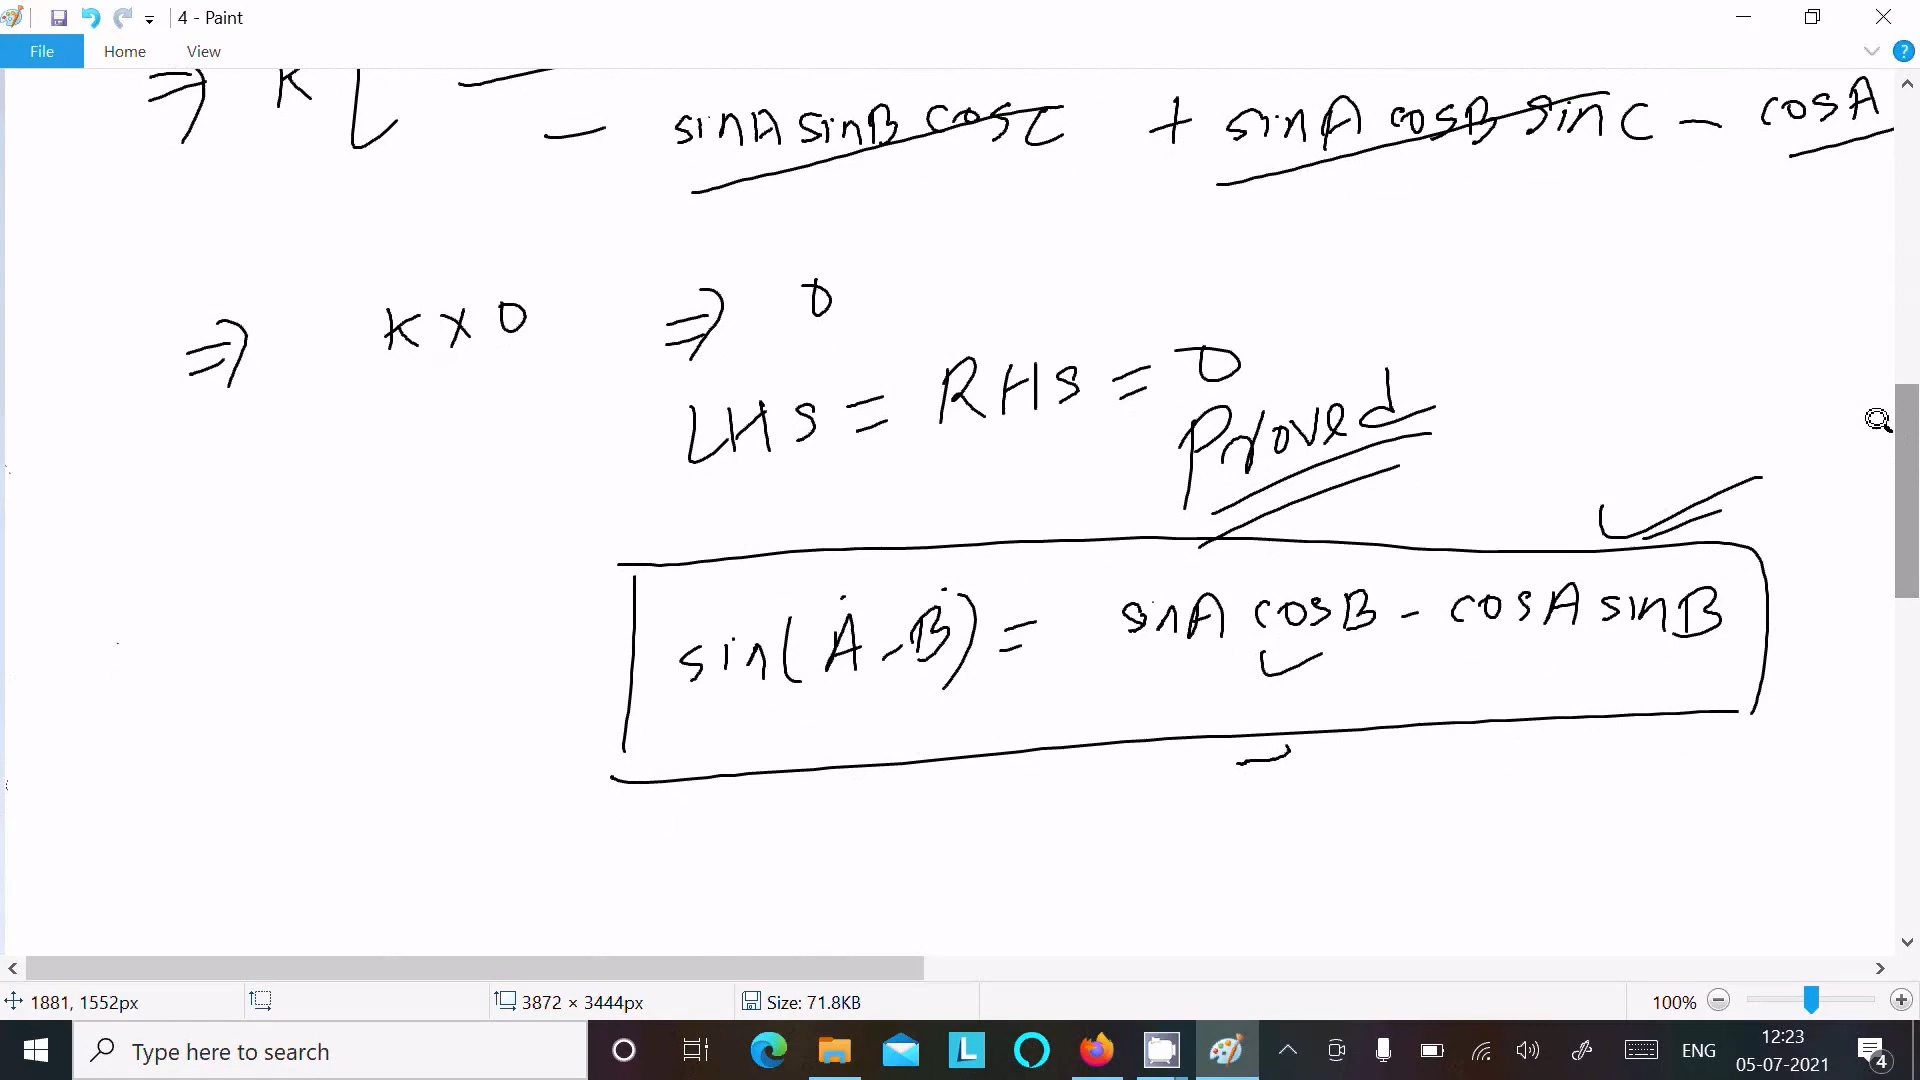 4 - Paint
File Home View
⇒ K [ —
— sinA sinB cosC + sinA cosB sinC — cosA
⇒ K X 0 ⇒ 0
LHS = RHS = 0
Proved
sin(A-B) = sinA cosB - cosA sinB
1881, 1552px 3872 × 3444px Size: 71.8KB 100%
Type here to search
L
ENG
12:23
05-07-2021
4